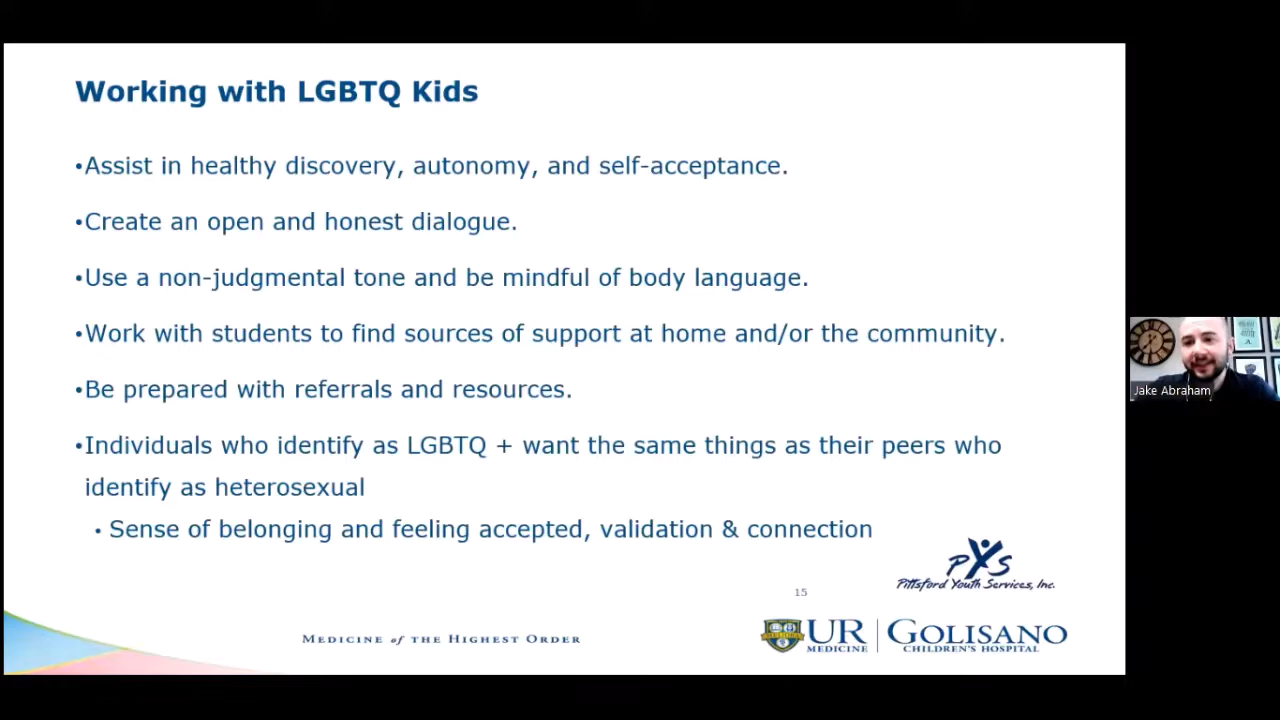 Working with LGBTQ Kids
•Assist in healthy discovery, autonomy, and self-acceptance.
•Create an open and honest dialogue.
•Use a non-judgmental tone and be mindful of body language.
•Work with students to find sources of support at home and/or the community.
•Be prepared with referrals and resources.
•Individuals who identify as LGBTQ + want the same things as their peers who
identify as heterosexual
• Sense of belonging and feeling accepted, validation & connection
PYS
Pittsford Youth Services, Inc.
15
MEDICINE of THE HIGHEST ORDER
UR
MEDICINE
GOLISANO
CHILDREN'S HOSPITAL
Jake Abraham